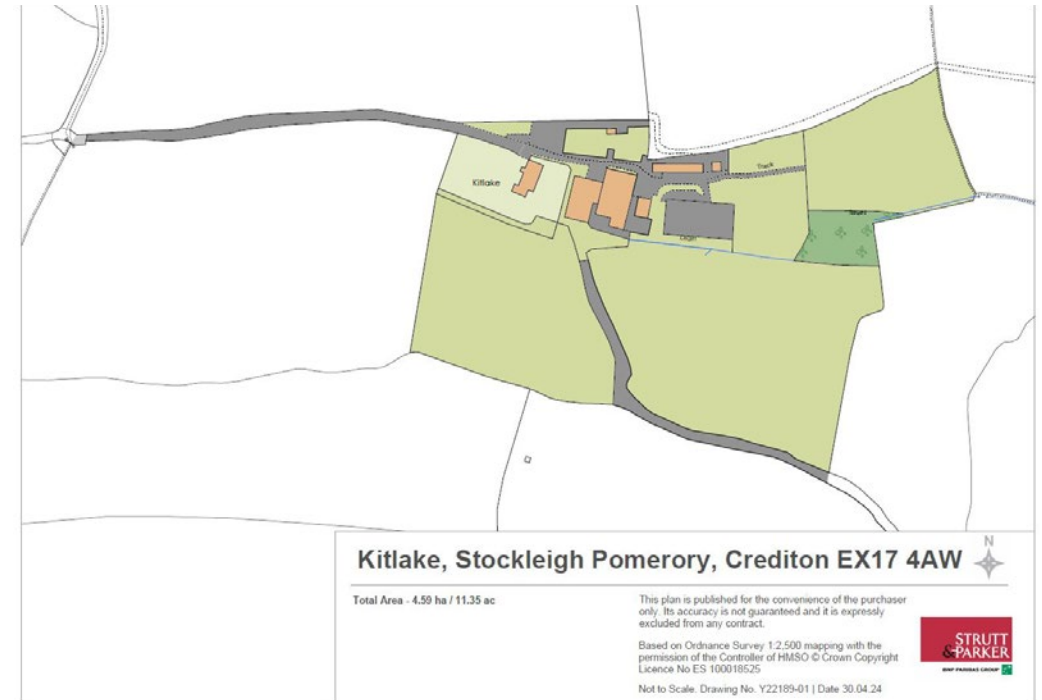 Kitlake
Track
Kitlake, Stockleigh Pomerory, Crediton EX17 4AW
N
Total Area - 4.59 ha / 11.35 ac
This plan is published for the convenience of the purchaser
only. Its accuracy is not guaranteed and it is expressly
excluded from any contract.
Based on Ordnance Survey 1:2,500 mapping with the
permission of the Controller of HMSO © Crown Copyright
Licence No ES 100018525
Not to Scale. Drawing No. Y22189-01 | Date 30.04.24
STRUTT
&PARKER
BNP PARIBAS GROUP